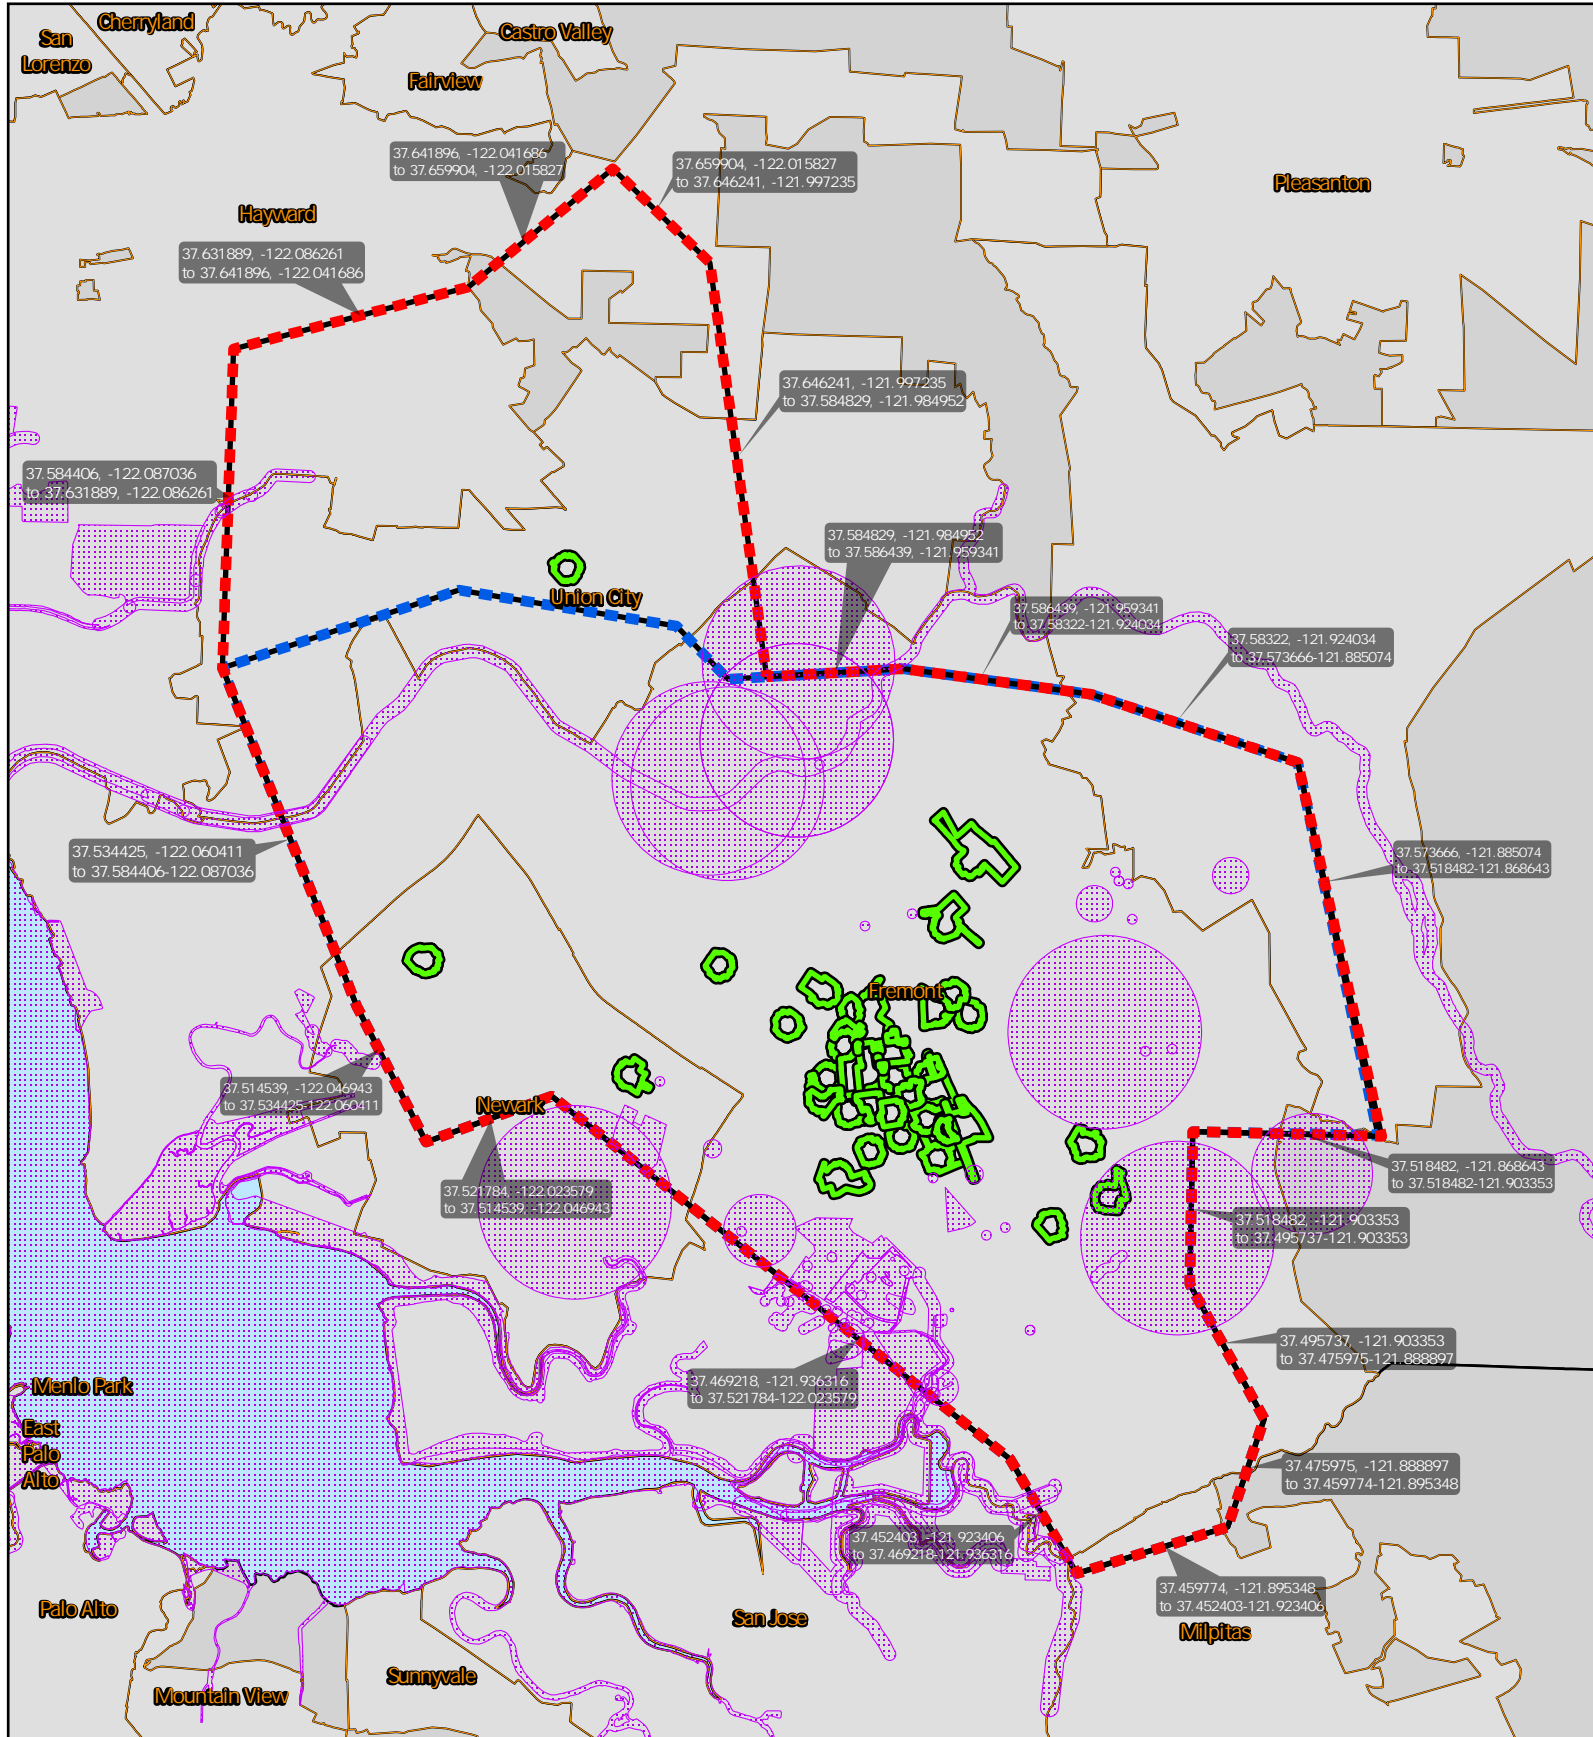 Cherryland
San
Lorenzo
Castro Valley
Fairview
37.641896, -122.041686
to 37.659904, -122.015827
37.659904, -122.015827
to 37.646241, -121.997235
Pleasanton
Hayward
37.631889, -122.086261
to 37.641896, -122.041686
37.646241, -121.997235
to 37.584829, -121.984952
37.584406, -122.087036
to 37.631889, -122.086261
37.584829, -121.984952
to 37.586439, -121.959341
Union City
37.586439, -121.959341
to 37.58322-121.924034
37.58322, -121.924034
to 37.573666-121.885074
37.534425, -122.060411
to 37.584406-122.087036
37.573666, -121.885074
to 37.518482-121.868643
Fremont
37.514539, -122.046943
to 37.534425-122.060411
Newark
37.518482, -121.868643
to 37.518482-121.903353
37.521784, -122.023579
to 37.514539, -122.046943
37.518482, -121.903353
to 37.495737-121.903353
37.495737, -121.903353
to 37.475975-121.888897
Menlo Park
37.469218, -121.936316
to 37.521784-122.023579
East
Palo
Alto
37.475975, -121.888897
to 37.459774-121.895348
37.452403, -121.923406
to 37.469218-121.936316
37.459774, -121.895348
to 37.452403-121.923406
Palo Alto
San Jose
Milpitas
Sunnyvale
Mountain View